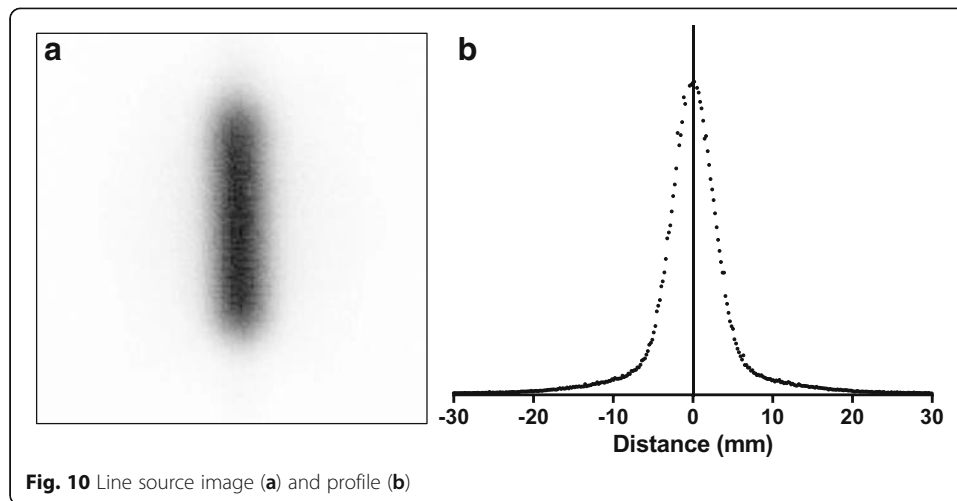 a
b
-30 -20 -10 0 10 20 30
Distance (mm)
Fig. 10 Line source image (a) and profile (b)